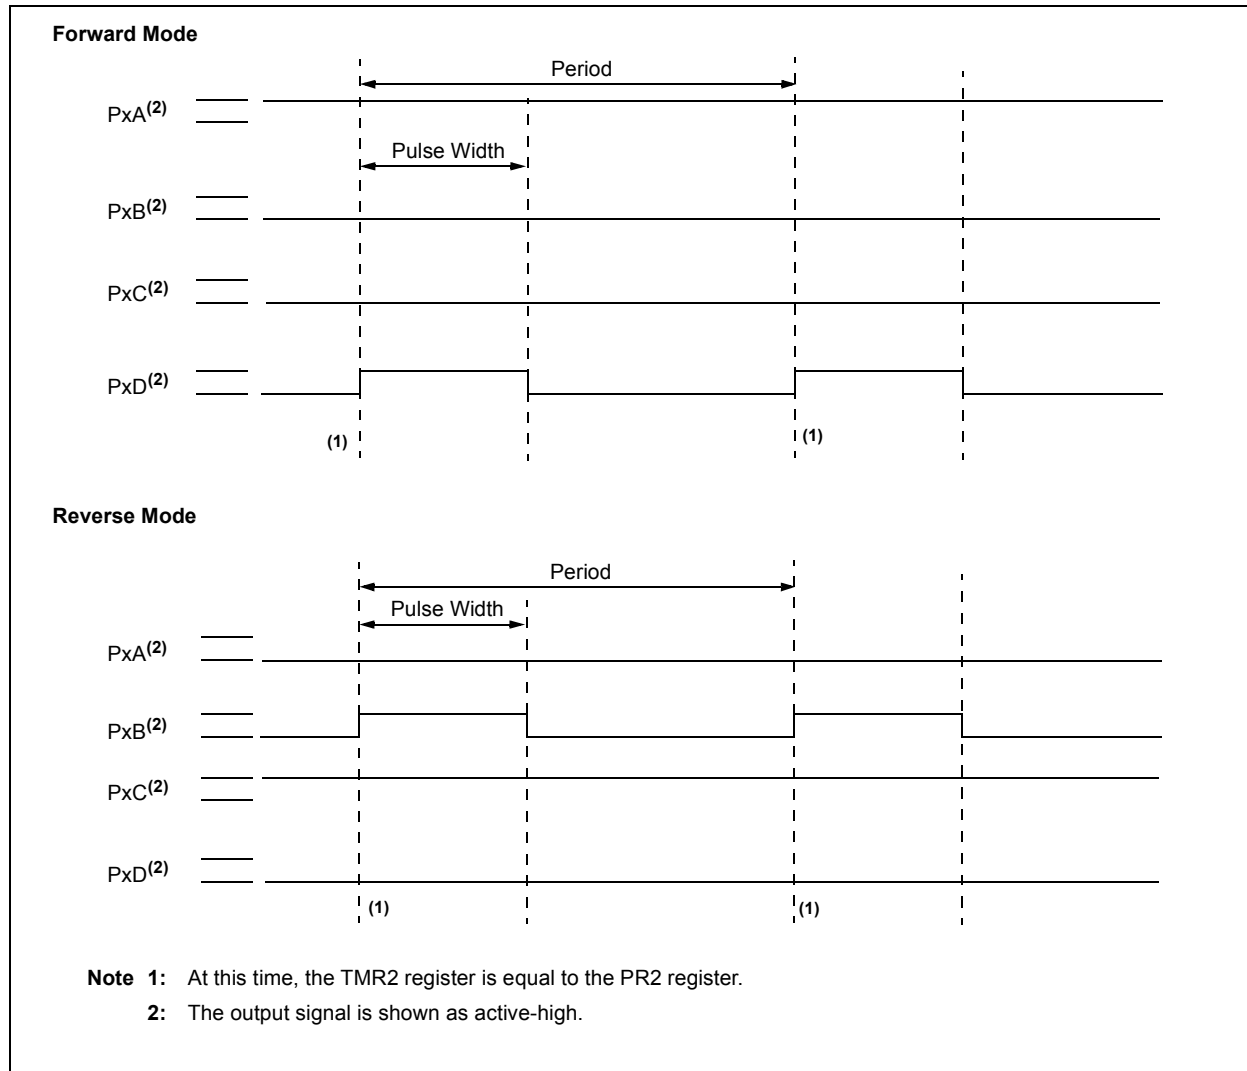 Forward Mode
Period
PxA(2)
Pulse Width
PxB(2)
PxC(2)
PxD(2)
(1)
(1)
Reverse Mode
Period
Pulse Width
PxA(2)
PxB(2)
PxC(2)
PxD(2)
(1)
(1)
Note 1: At this time, the TMR2 register is equal to the PR2 register.
2: The output signal is shown as active-high.